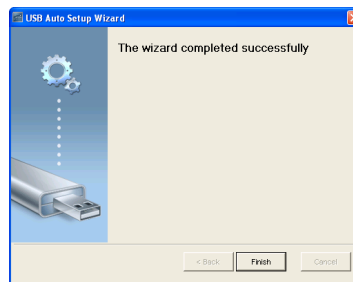 USB Auto Setup Wizard
The wizard completed successfully
< Back
Finish
Cancel